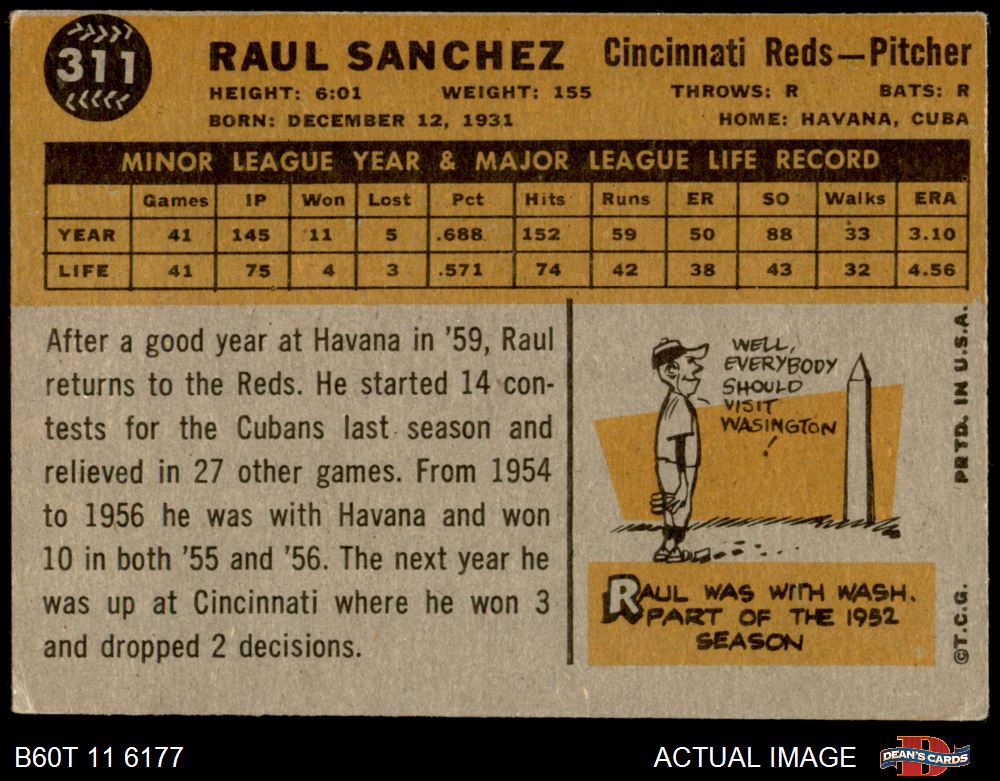 311
RAUL SANCHEZ Cincinnati Reds—Pitcher
HEIGHT: 6:01 WEIGHT: 155 THROWS: R BATS: R
BORN: DECEMBER 12, 1931 HOME: HAVANA, CUBA
MINOR LEAGUE YEAR & MAJOR LEAGUE LIFE RECORD
Games IP Won Lost Pct Hits Runs ER SO Walks ERA
YEAR 41 145 11 5 .688 152 59 50 88 33 3.10
LIFE 41 75 4 3 .571 74 42 38 43 32 4.56
After a good year at Havana in '59, Raul
returns to the Reds. He started 14 con-
tests for the Cubans last season and
relieved in 27 other games. From 1954
to 1956 he was with Havana and won
10 in both '55 and '56. The next year he
was up at Cincinnati where he won 3
and dropped 2 decisions.
WELL,
EVERYBODY
SHOULD
VISIT
WASINGTON
!
RAUL WAS WITH WASH.
PART OF THE 1952
SEASON
©T.C.G. PRTD. IN U.S.A.
B60T 11 6177 ACTUAL IMAGE DEAN'S CARDS